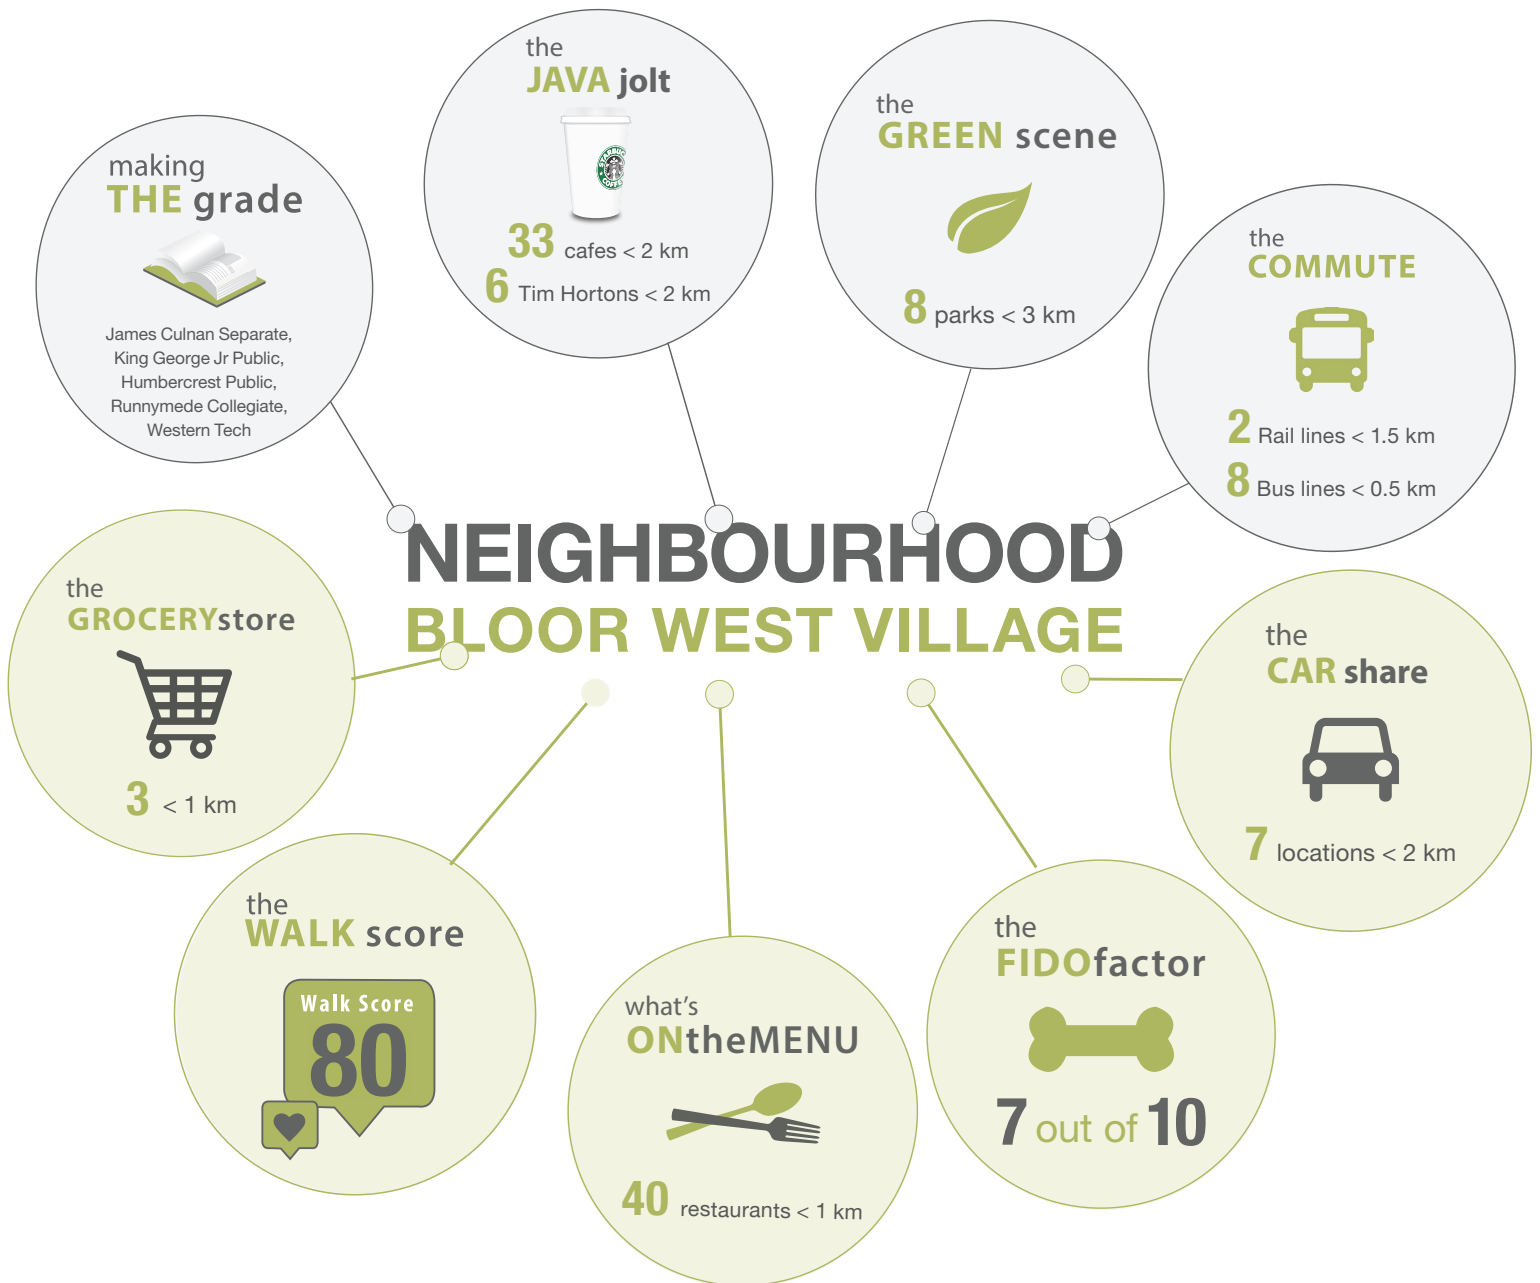 the
JAVA jolt
STARBUCKS
COFFEE
33 cafes < 2 km
6 Tim Hortons < 2 km
the
GREEN scene
8 parks < 3 km
making
THE grade
James Culnan Separate,
King George Jr Public,
Humbercrest Public,
Runnymede Collegiate,
Western Tech
the
COMMUTE
2 Rail lines < 1.5 km
8 Bus lines < 0.5 km
NEIGHBOURHOOD
BLOOR WEST VILLAGE
the
GROCERYstore
3 < 1 km
the
CAR share
7 locations < 2 km
the
WALK score
Walk Score
80
what's
ONtheMENU
40 restaurants < 1 km
the
FIDOfactor
7 out of 10